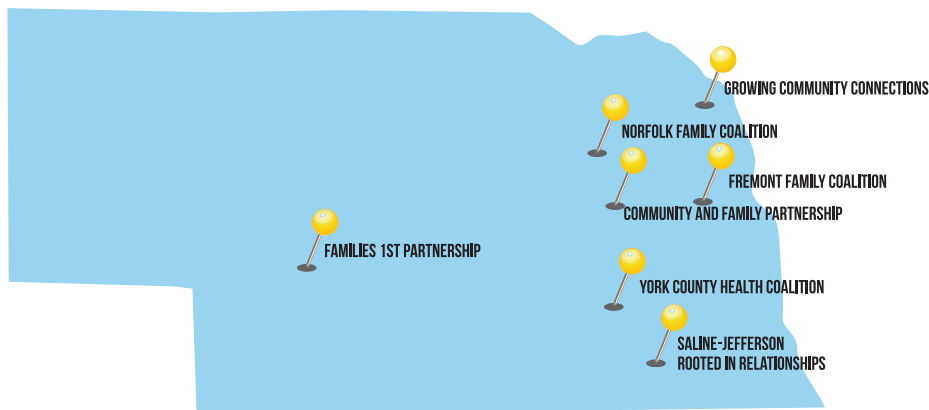 GROWING COMMUNITY CONNECTIONS
NORFOLK FAMILY COALITION
FREMONT FAMILY COALITION
COMMUNITY AND FAMILY PARTNERSHIP
FAMILIES 1ST PARTNERSHIP
YORK COUNTY HEALTH COALITION
SALINE-JEFFERSON
ROOTED IN RELATIONSHIPS